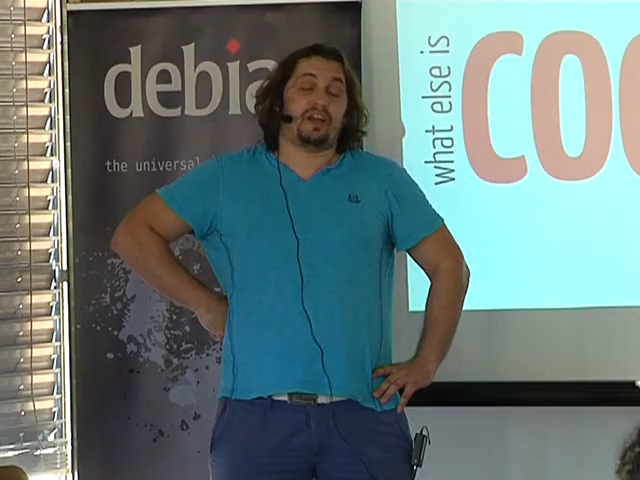 debia
the universal
what else is
COO